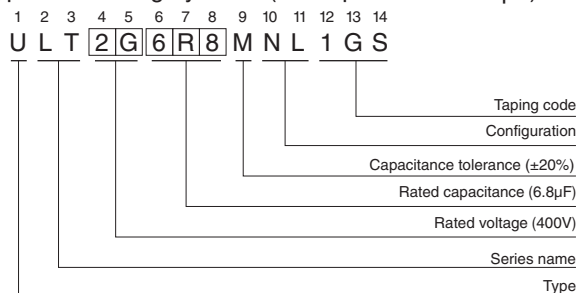 1 2 3 4 5 6 7 8 9 10 11 12 13 14
U L T 2 G 6 R 8 M N L 1 G S
Taping code
Configuration
Capacitance tolerance (±20%)
Rated capacitance (6.8µF)
Rated voltage (400V)
Series name
Type